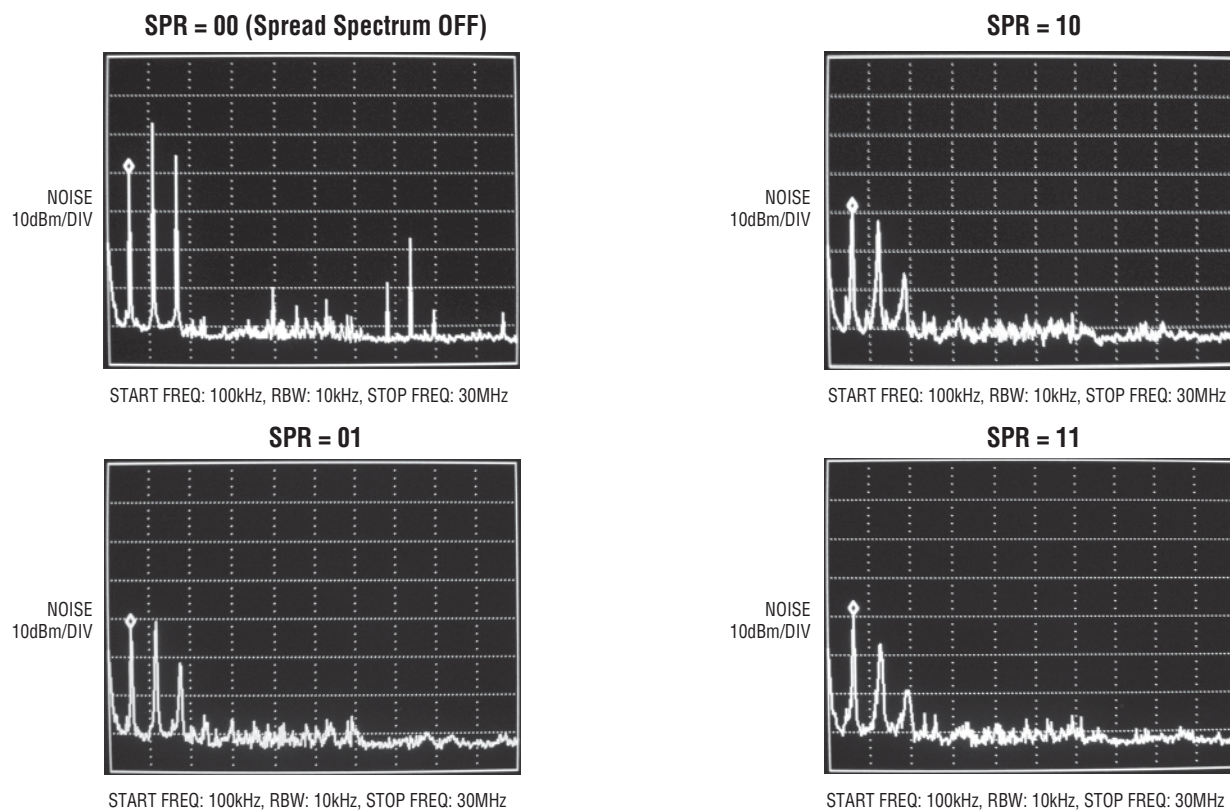 SPR = 00 (Spread Spectrum OFF)
NOISE
10dBm/DIV
START FREQ: 100kHz, RBW: 10kHz, STOP FREQ: 30MHz
SPR = 10
NOISE
10dBm/DIV
START FREQ: 100kHz, RBW: 10kHz, STOP FREQ: 30MHz
SPR = 01
NOISE
10dBm/DIV
START FREQ: 100kHz, RBW: 10kHz, STOP FREQ: 30MHz
SPR = 11
NOISE
10dBm/DIV
START FREQ: 100kHz, RBW: 10kHz, STOP FREQ: 30MHz